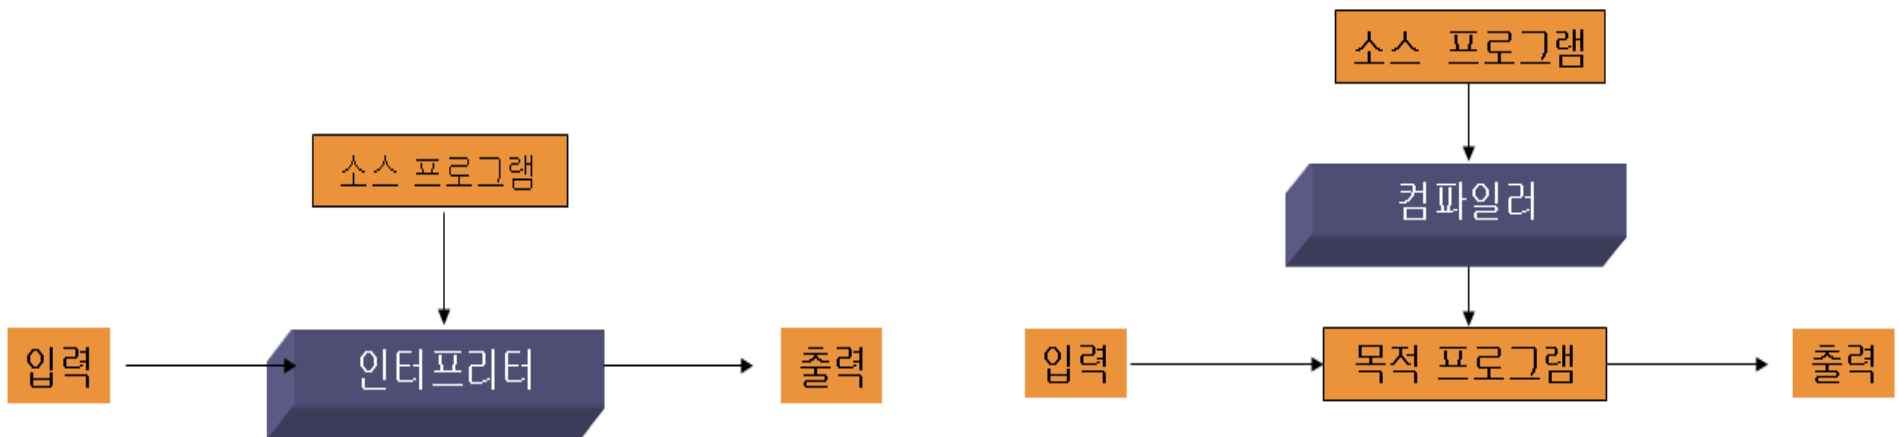 소스 프로그램
입력
인터프리터
출력
소스 프로그램
컴파일러
입력
목적 프로그램
출력